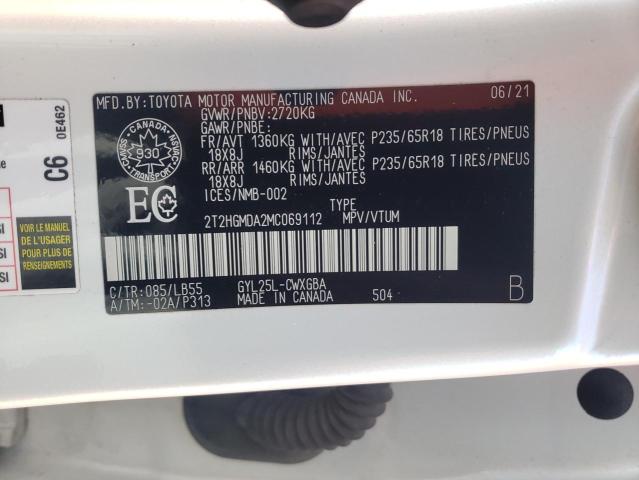 MFD.BY:TOYOTA MOTOR MANUFACTURING CANADA INC. 06/21
GVWR/PNBV:2720KG
GAWR/PNBE:
FR/AVT 1360KG WITH/AVEC P235/65R18 TIRES/PNEUS
18X8J RIMS/JANTES
RR/ARR 1460KG WITH/AVEC P235/65R18 TIRES/PNEUS
18X8J RIMS/JANTES
ICES/NMB-002
TYPE
2T2HGMDA2MC069112 MPV/VTUM
C/TR:085/LB55 GYL25L-CWXGBA
A/TM:-02A/P313 MADE IN CANADA 504 B
CANADA
930
TRANSPORT
EC
0E462
C6
VOIR LE MANUEL
DE L'USAGER
POUR PLUS DE
RENSEIGNEMENTS